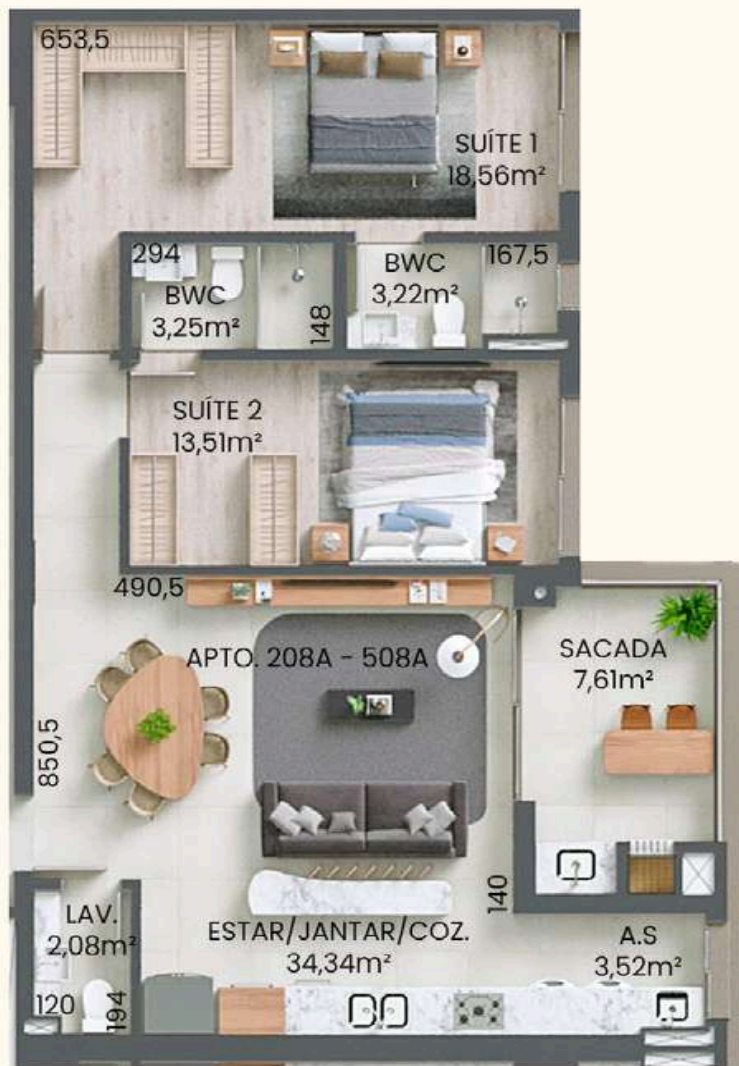 653,5
SUÍTE 1
18,56m²
294
BWC
3,25m²
148
BWC
3,22m²
167,5
SUÍTE 2
13,51m²
490,5
APTO. 208A - 508A
SACADA
7,61m²
850,5
140
LAV.
2,08m²
120
194
ESTAR/JANTAR/COZ.
34,34m²
A.S
3,52m²